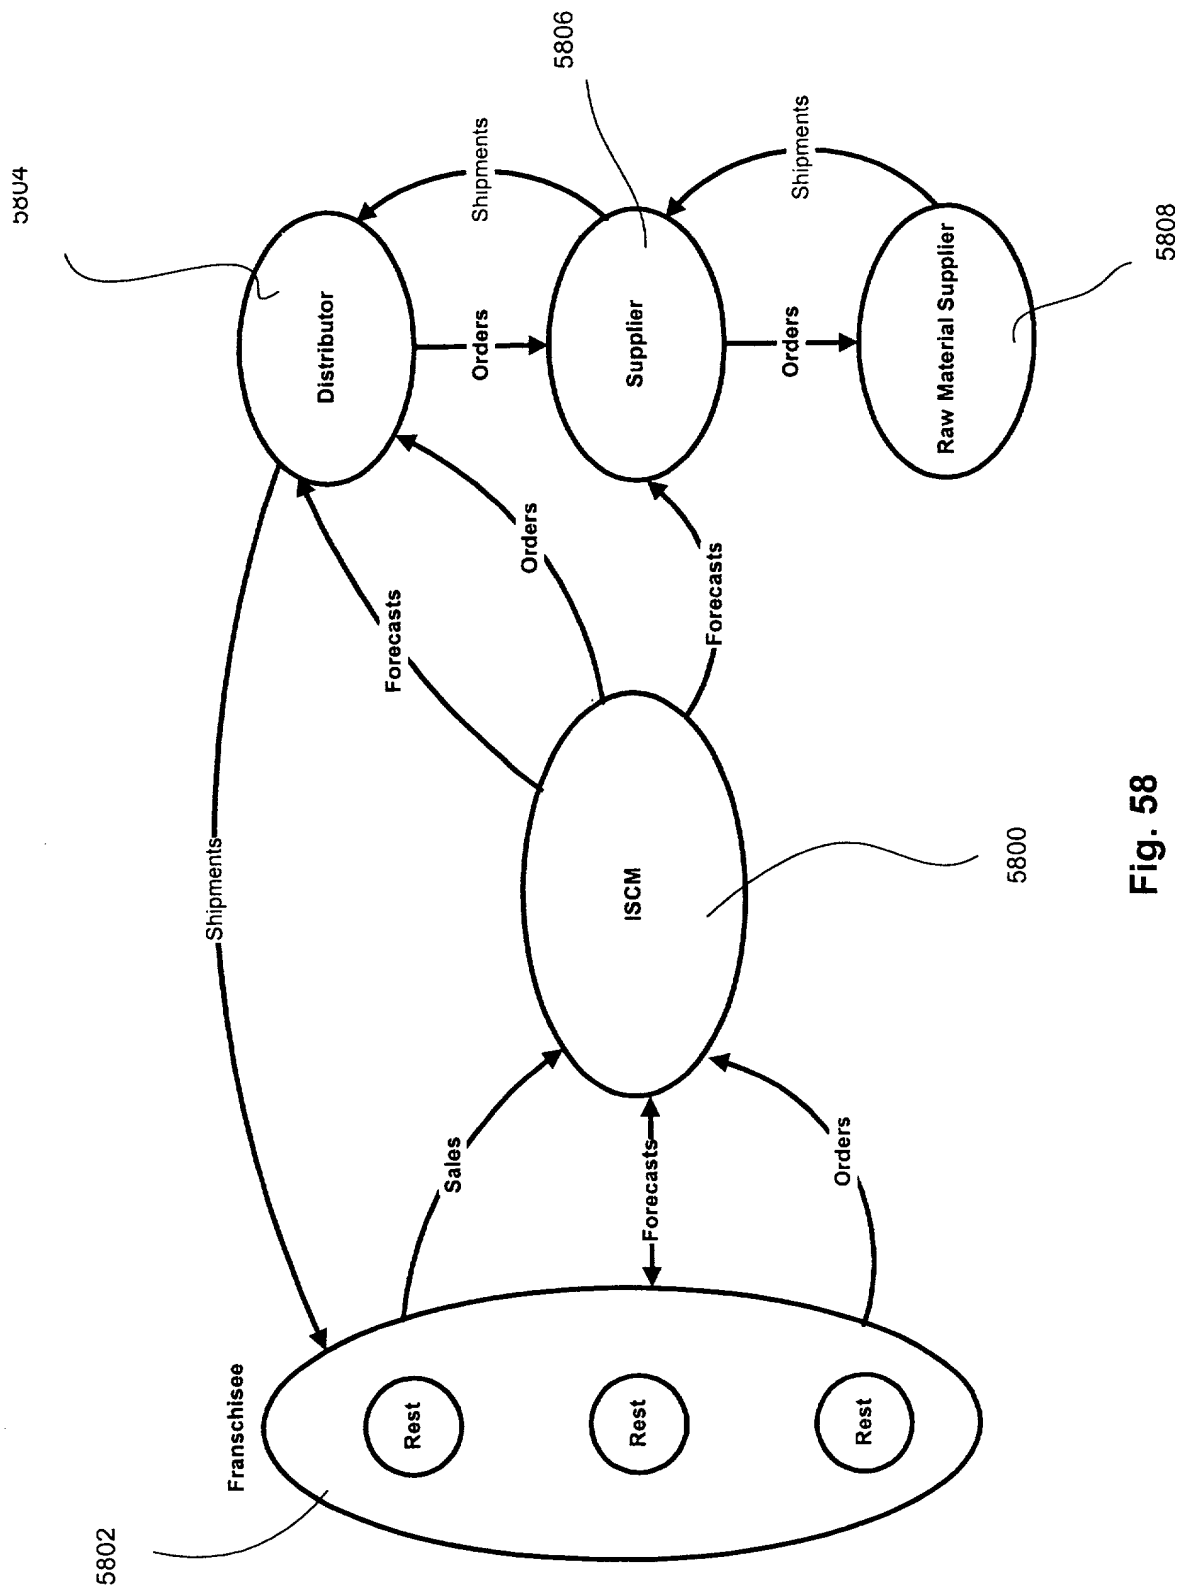 5802
Franschisee
Rest
Rest
Rest
Shipments
Sales
Forecasts
Orders
ISCM
5800
Forecasts
Orders
Forecasts
5804
Distributor
Shipments
Orders
5806
Supplier
Shipments
Orders
Raw Material Supplier
5808
Fig. 58